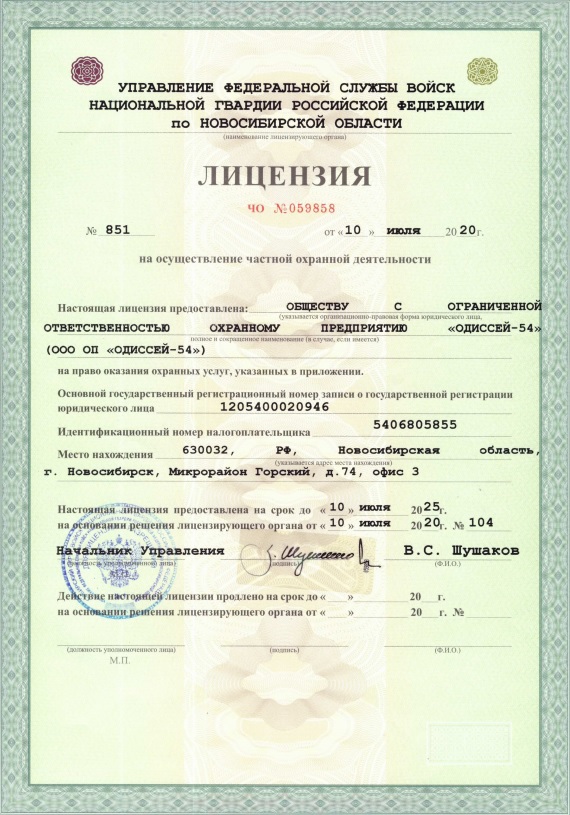 УПРАВЛЕНИЕ ФЕДЕРАЛЬНОЙ СЛУЖБЫ ВОЙСК
НАЦИОНАЛЬНОЙ ГВАРДИИ РОССИЙСКОЙ ФЕДЕРАЦИИ
по НОВОСИБИРСКОЙ ОБЛАСТИ
(наименование лицензирующего органа)
ЛИЦЕНЗИЯ
ЧО №059858
№ 851 от «10 » июля 20 20г.
на осуществление частной охранной деятельности
Настоящая лицензия предоставлена: ОБЩЕСТВУ С ОГРАНИЧЕННОЙ
(указывается организационно-правовая форма юридического лица,
ОТВЕТСТВЕННОСТЬЮ ОХРАННОМУ ПРЕДПРИЯТИЮ «ОДИССЕЙ-54»
полное и сокращенное наименование (в случае, если имеется)
(ООО ОП «ОДИССЕЙ-54»)
на право оказания охранных услуг, указанных в приложении.
Основной государственный регистрационный номер записи о государственной регистрации
юридического лица 1205400020946
Идентификационный номер налогоплательщика 5406805855
Место нахождения 630032, РФ, Новосибирская область,
(указывается адрес места нахождения)
г. Новосибирск, Микрорайон Горский, д.74, офис 3
Настоящая лицензия предоставлена на срок до « 10 » июля 20 25г.
на основании решения лицензирующего органа от « 10 » июля 20 20г. № 104
Начальник Управления В.С. Шушаков
(должность уполномоченного лица) (подпись) (Ф.И.О.)
Действие настоящей лицензии продлено на срок до « » 20 г.
на основании решения лицензирующего органа от « » 20 г. №
(должность уполномоченного лица) (подпись) (Ф.И.О.)
М.П.